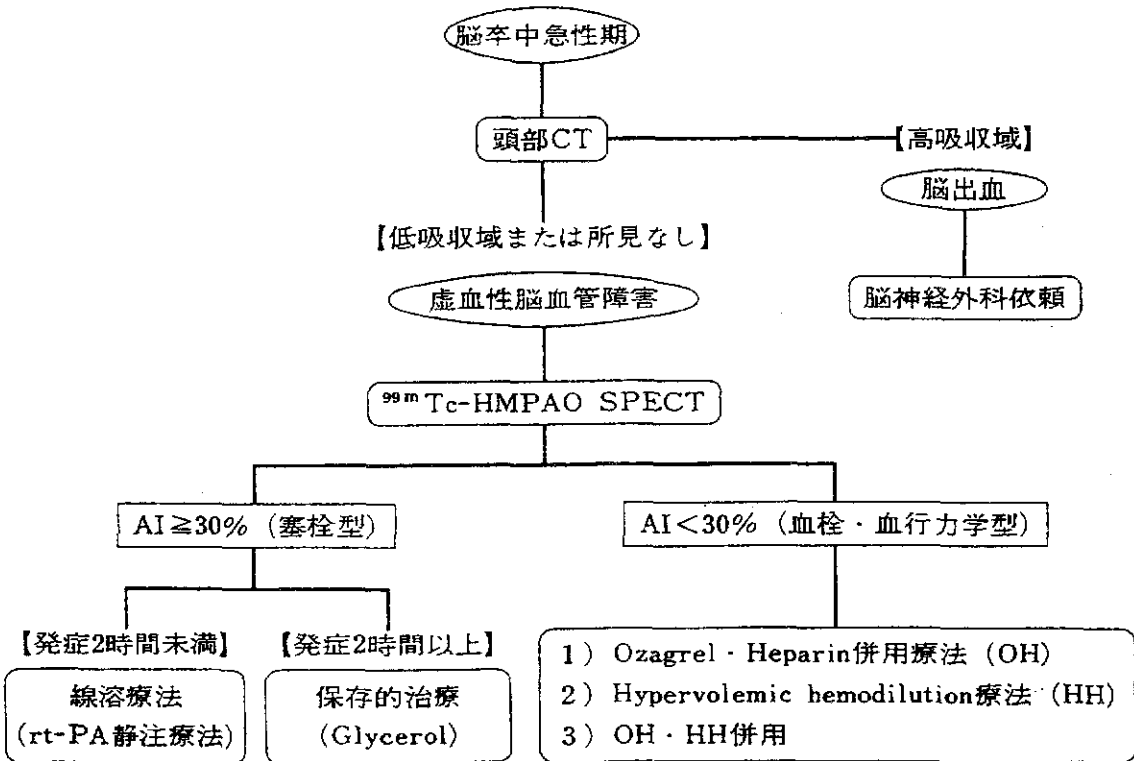 脳卒中急性期
頭部CT
【高吸収域】
脳出血
脳神経外科依頼
【低吸収域または所見なし】
虚血性脳血管障害
99mTc-HMPAO SPECT
AI≧30% (塞栓型)
AI<30% (血栓・血行力学型)
【発症2時間未満】
線溶療法
(rt-PA静注療法)
【発症2時間以上】
保存的治療
(Glycerol)
1) Ozagrel・Heparin併用療法 (OH)
2) Hypervolemic hemodilution療法 (HH)
3) OH・HH併用